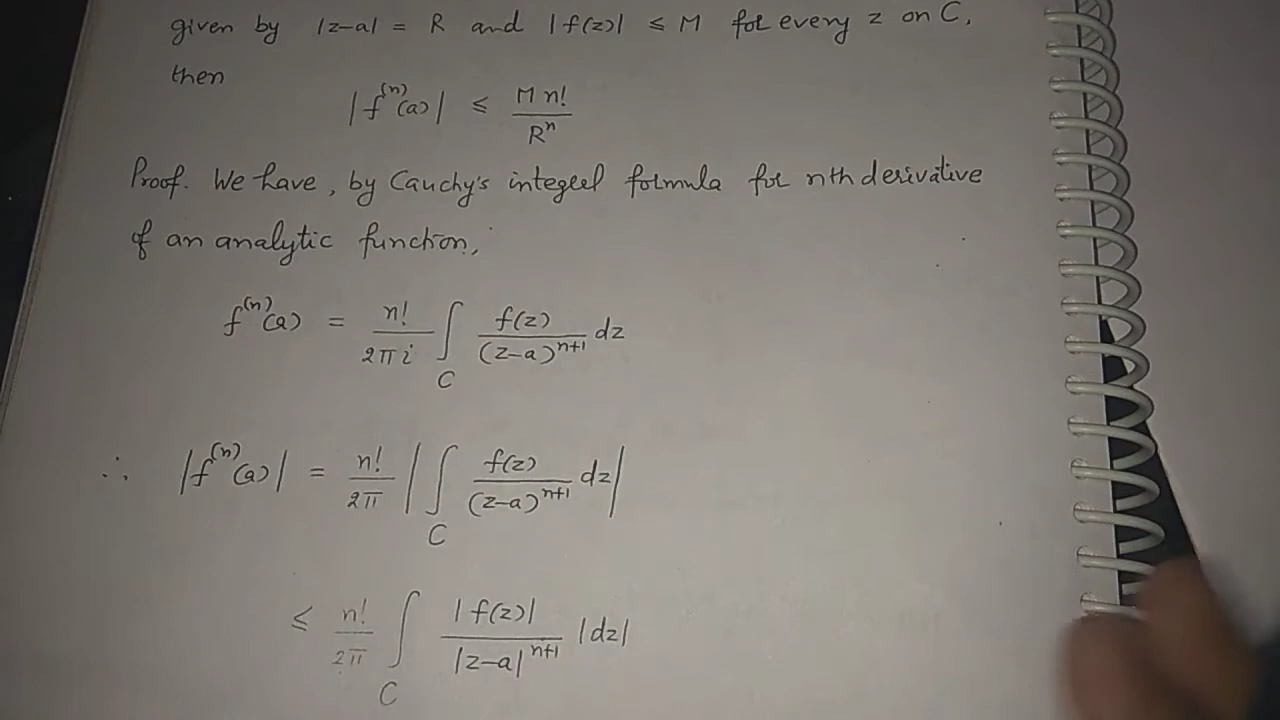 given by |z-a| = R and |f(z)| ≤ M for every z on C,
then
|f⁽ⁿ⁾(a)| ≤ M n! / Rⁿ
Proof. We have, by Cauchy's integral formula for nth derivative
of an analytic function,
f⁽ⁿ⁾(a) = n!/2πi ∫_C f(z)/(z-a)ⁿ⁺¹ dz
∴ |f⁽ⁿ⁾(a)| = n!/2π |∫_C f(z)/(z-a)ⁿ⁺¹ dz|
≤ n!/2π ∫_C |f(z)|/|z-a|ⁿ⁺¹ |dz|